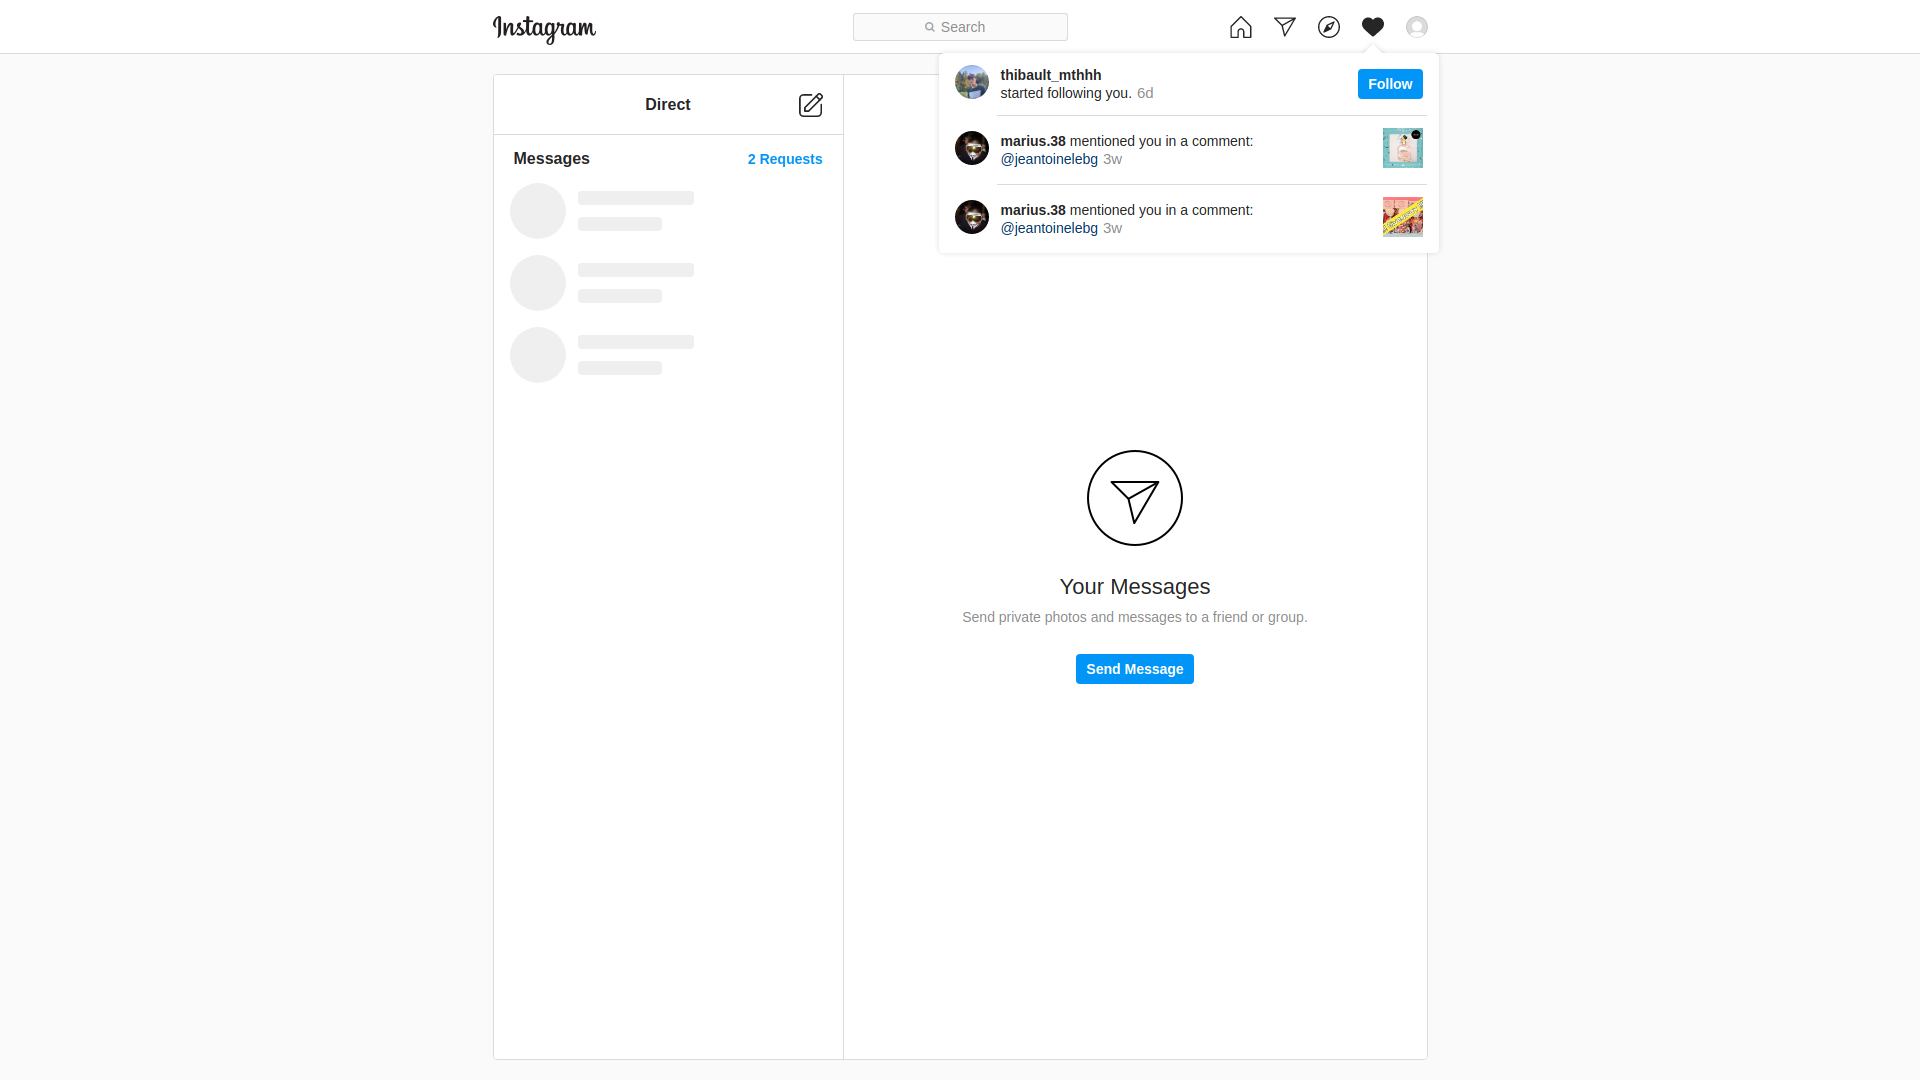 Instagram
Search
Direct
Messages
2 Requests
thibault_mthhh
started following you. 6d
Follow
marius.38 mentioned you in a comment:
@jeantoinelebg 3w
marius.38 mentioned you in a comment:
@jeantoinelebg 3w
Your Messages
Send private photos and messages to a friend or group.
Send Message